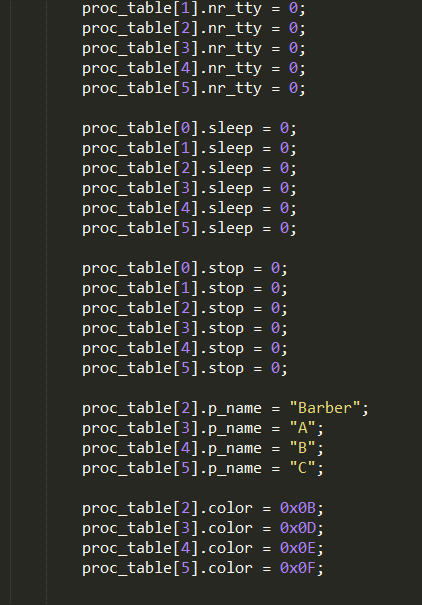 proc_table[1].nr_tty = 0;
proc_table[2].nr_tty = 0;
proc_table[3].nr_tty = 0;
proc_table[4].nr_tty = 0;
proc_table[5].nr_tty = 0;
proc_table[0].sleep = 0;
proc_table[1].sleep = 0;
proc_table[2].sleep = 0;
proc_table[3].sleep = 0;
proc_table[4].sleep = 0;
proc_table[5].sleep = 0;
proc_table[0].stop = 0;
proc_table[1].stop = 0;
proc_table[2].stop = 0;
proc_table[3].stop = 0;
proc_table[4].stop = 0;
proc_table[5].stop = 0;
proc_table[2].p_name = "Barber";
proc_table[3].p_name = "A";
proc_table[4].p_name = "B";
proc_table[5].p_name = "C";
proc_table[2].color = 0x0B;
proc_table[3].color = 0x0D;
proc_table[4].color = 0x0E;
proc_table[5].color = 0x0F;